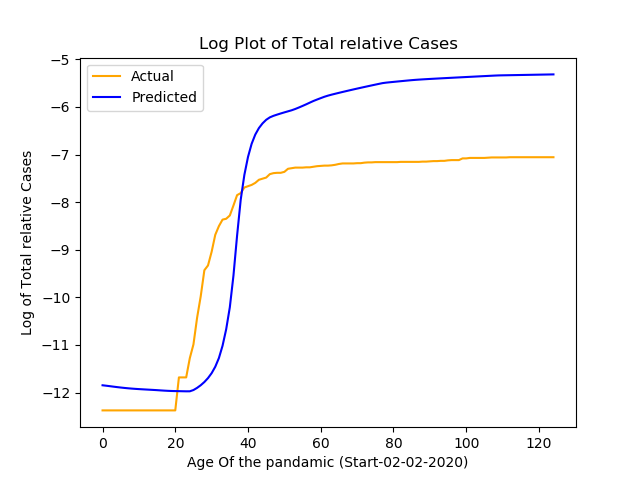 Log Plot of Total relative Cases
Actual
Predicted
Log of Total relative Cases
−5
−6
−7
−8
−9
−10
−11
−12
0 20 40 60 80 100 120
Age Of the pandamic (Start-02-02-2020)